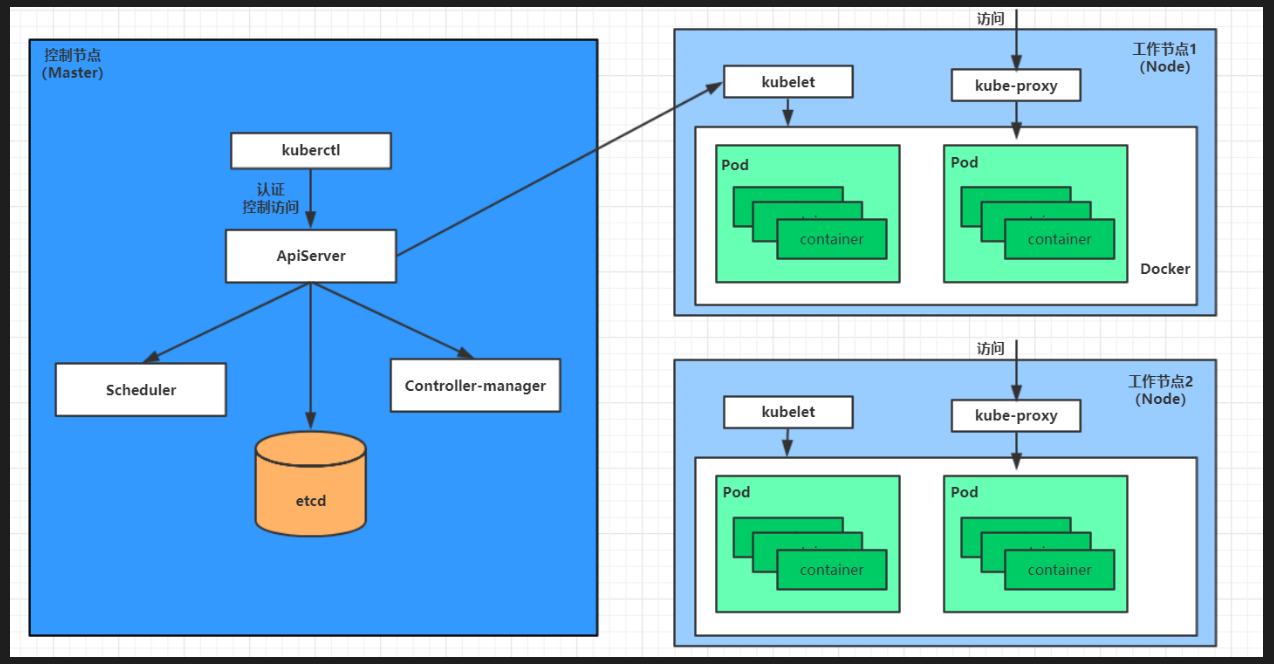 控制节点
(Master)
kuberctl
认证
控制访问
ApiServer
Scheduler
Controller-manager
etcd
访问
工作节点1
(Node)
kubelet
kube-proxy
Pod
container
Pod
container
Docker
访问
工作节点2
(Node)
kubelet
kube-proxy
Pod
container
Pod
container